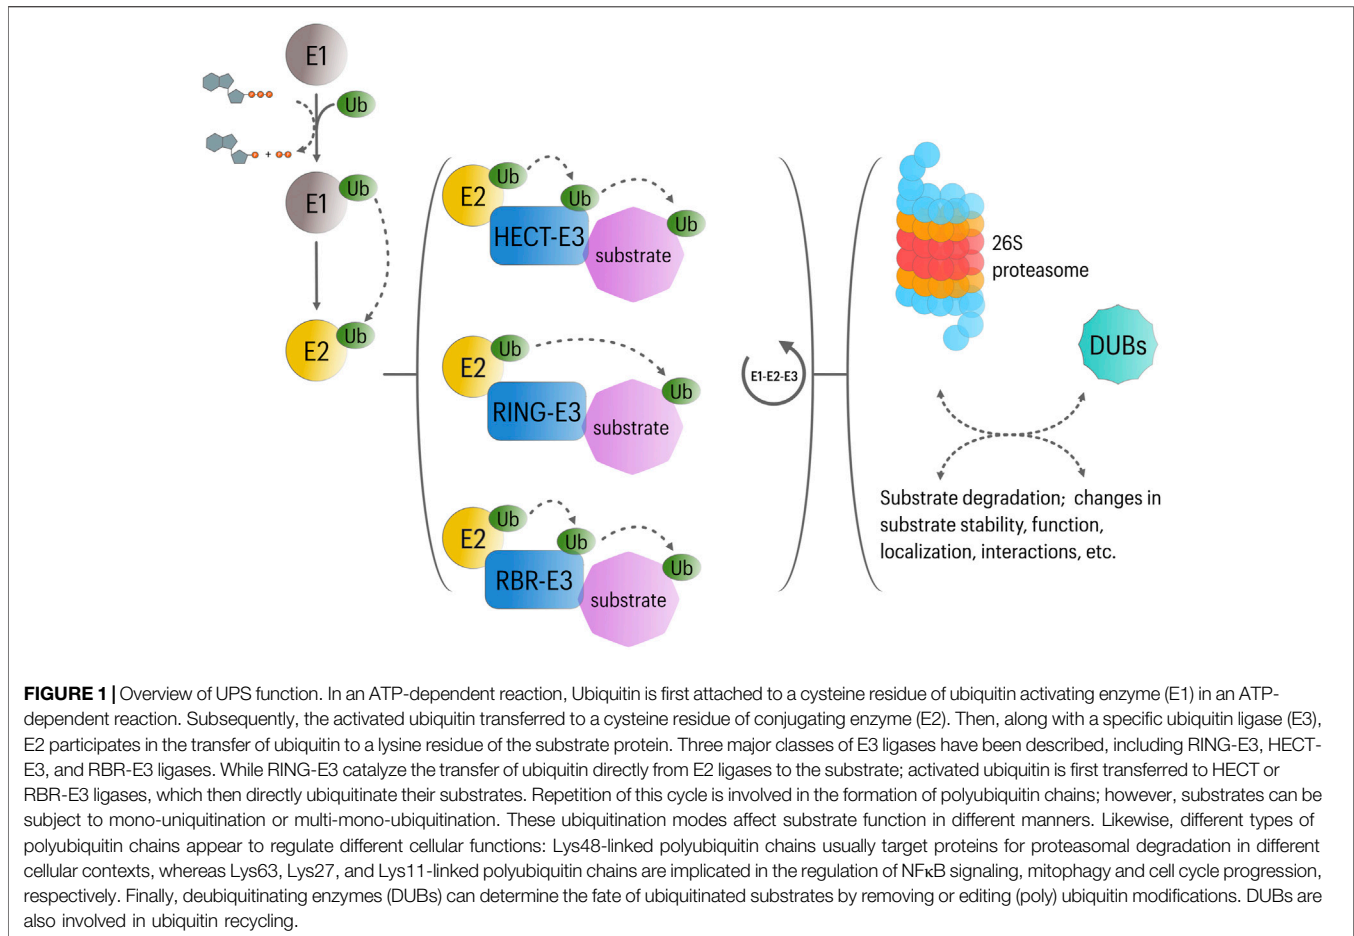 E1
Ub
+
E1
Ub
E2
Ub
E2
Ub
Ub
Ub
HECT-E3
substrate
E2
Ub
Ub
RING-E3
substrate
E2
Ub
Ub
Ub
RBR-E3
substrate
E1-E2-E3
26S
proteasome
DUBs
Substrate degradation; changes in
substrate stability, function,
localization, interactions, etc.
FIGURE 1 | Overview of UPS function. In an ATP-dependent reaction, Ubiquitin is first attached to a cysteine residue of ubiquitin activating enzyme (E1) in an ATP-
dependent reaction. Subsequently, the activated ubiquitin transferred to a cysteine residue of conjugating enzyme (E2). Then, along with a specific ubiquitin ligase (E3),
E2 participates in the transfer of ubiquitin to a lysine residue of the substrate protein. Three major classes of E3 ligases have been described, including RING-E3, HECT-
E3, and RBR-E3 ligases. While RING-E3 catalyze the transfer of ubiquitin directly from E2 ligases to the substrate; activated ubiquitin is first transferred to HECT or
RBR-E3 ligases, which then directly ubiquitinate their substrates. Repetition of this cycle is involved in the formation of polyubiquitin chains; however, substrates can be
subject to mono-uniquitination or multi-mono-ubiquitination. These ubiquitination modes affect substrate function in different manners. Likewise, different types of
polyubiquitin chains appear to regulate different cellular functions: Lys48-linked polyubiquitin chains usually target proteins for proteasomal degradation in different
cellular contexts, whereas Lys63, Lys27, and Lys11-linked polyubiquitin chains are implicated in the regulation of NFκB signaling, mitophagy and cell cycle progression,
respectively. Finally, deubiquitinating enzymes (DUBs) can determine the fate of ubiquitinated substrates by removing or editing (poly) ubiquitin modifications. DUBs are
also involved in ubiquitin recycling.